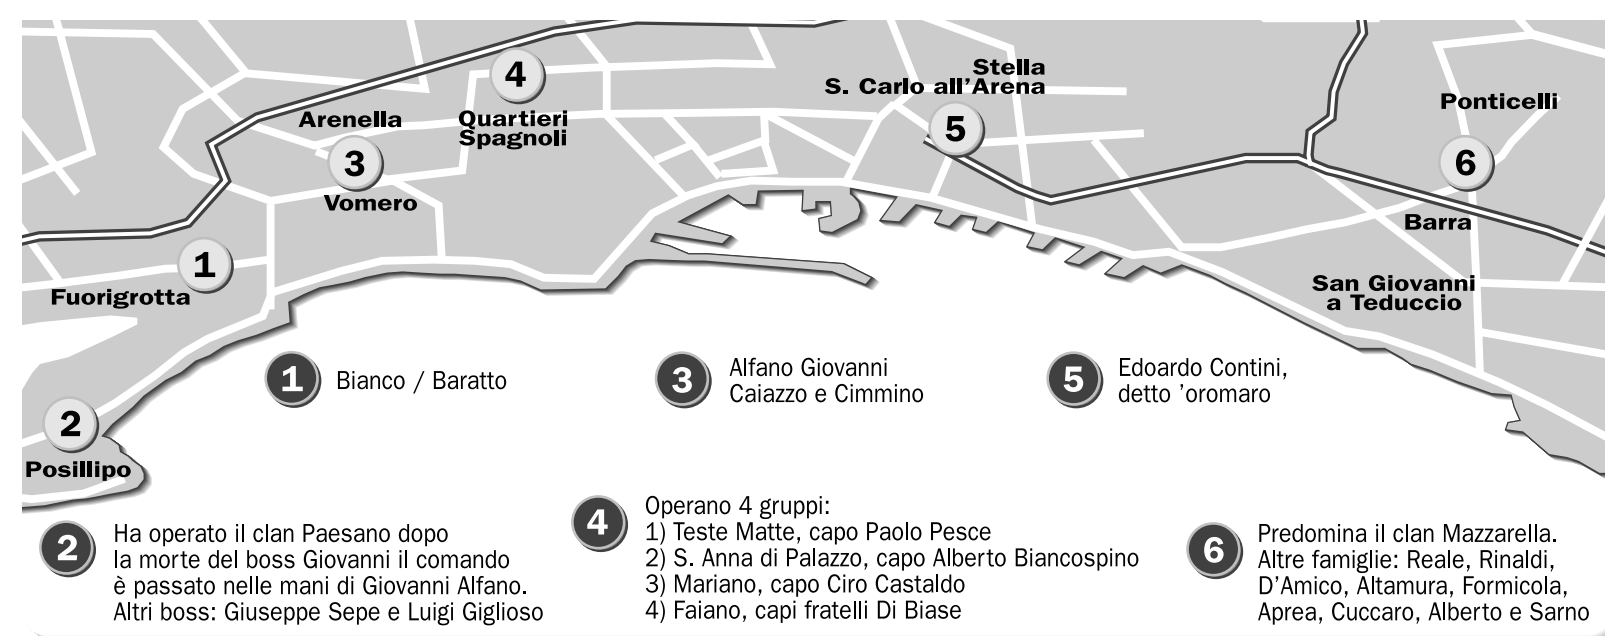 4
Stella
S. Carlo all'Arena
Ponticelli
Arenella
Quartieri
Spagnoli
5
3
6
Vomero
Barra
1
Fuorigrotta
San Giovanni
a Teduccio
2
Posillipo
1
Bianco / Baratto
3
Alfano Giovanni
Caiazzo e Cimmino
5
Edoardo Contini,
detto 'oromaro
2
Ha operato il clan Paesano dopo
la morte del boss Giovanni il comando
è passato nelle mani di Giovanni Alfano.
Altri boss: Giuseppe Sepe e Luigi Giglioso
4
Operano 4 gruppi:
1) Teste Matte, capo Paolo Pesce
2) S. Anna di Palazzo, capo Alberto Biancospino
3) Mariano, capo Ciro Castaldo
4) Faiano, capi fratelli Di Biase
6
Predomina il clan Mazzarella.
Altre famiglie: Reale, Rinaldi,
D'Amico, Altamura, Formicola,
Aprea, Cuccaro, Alberto e Sarno